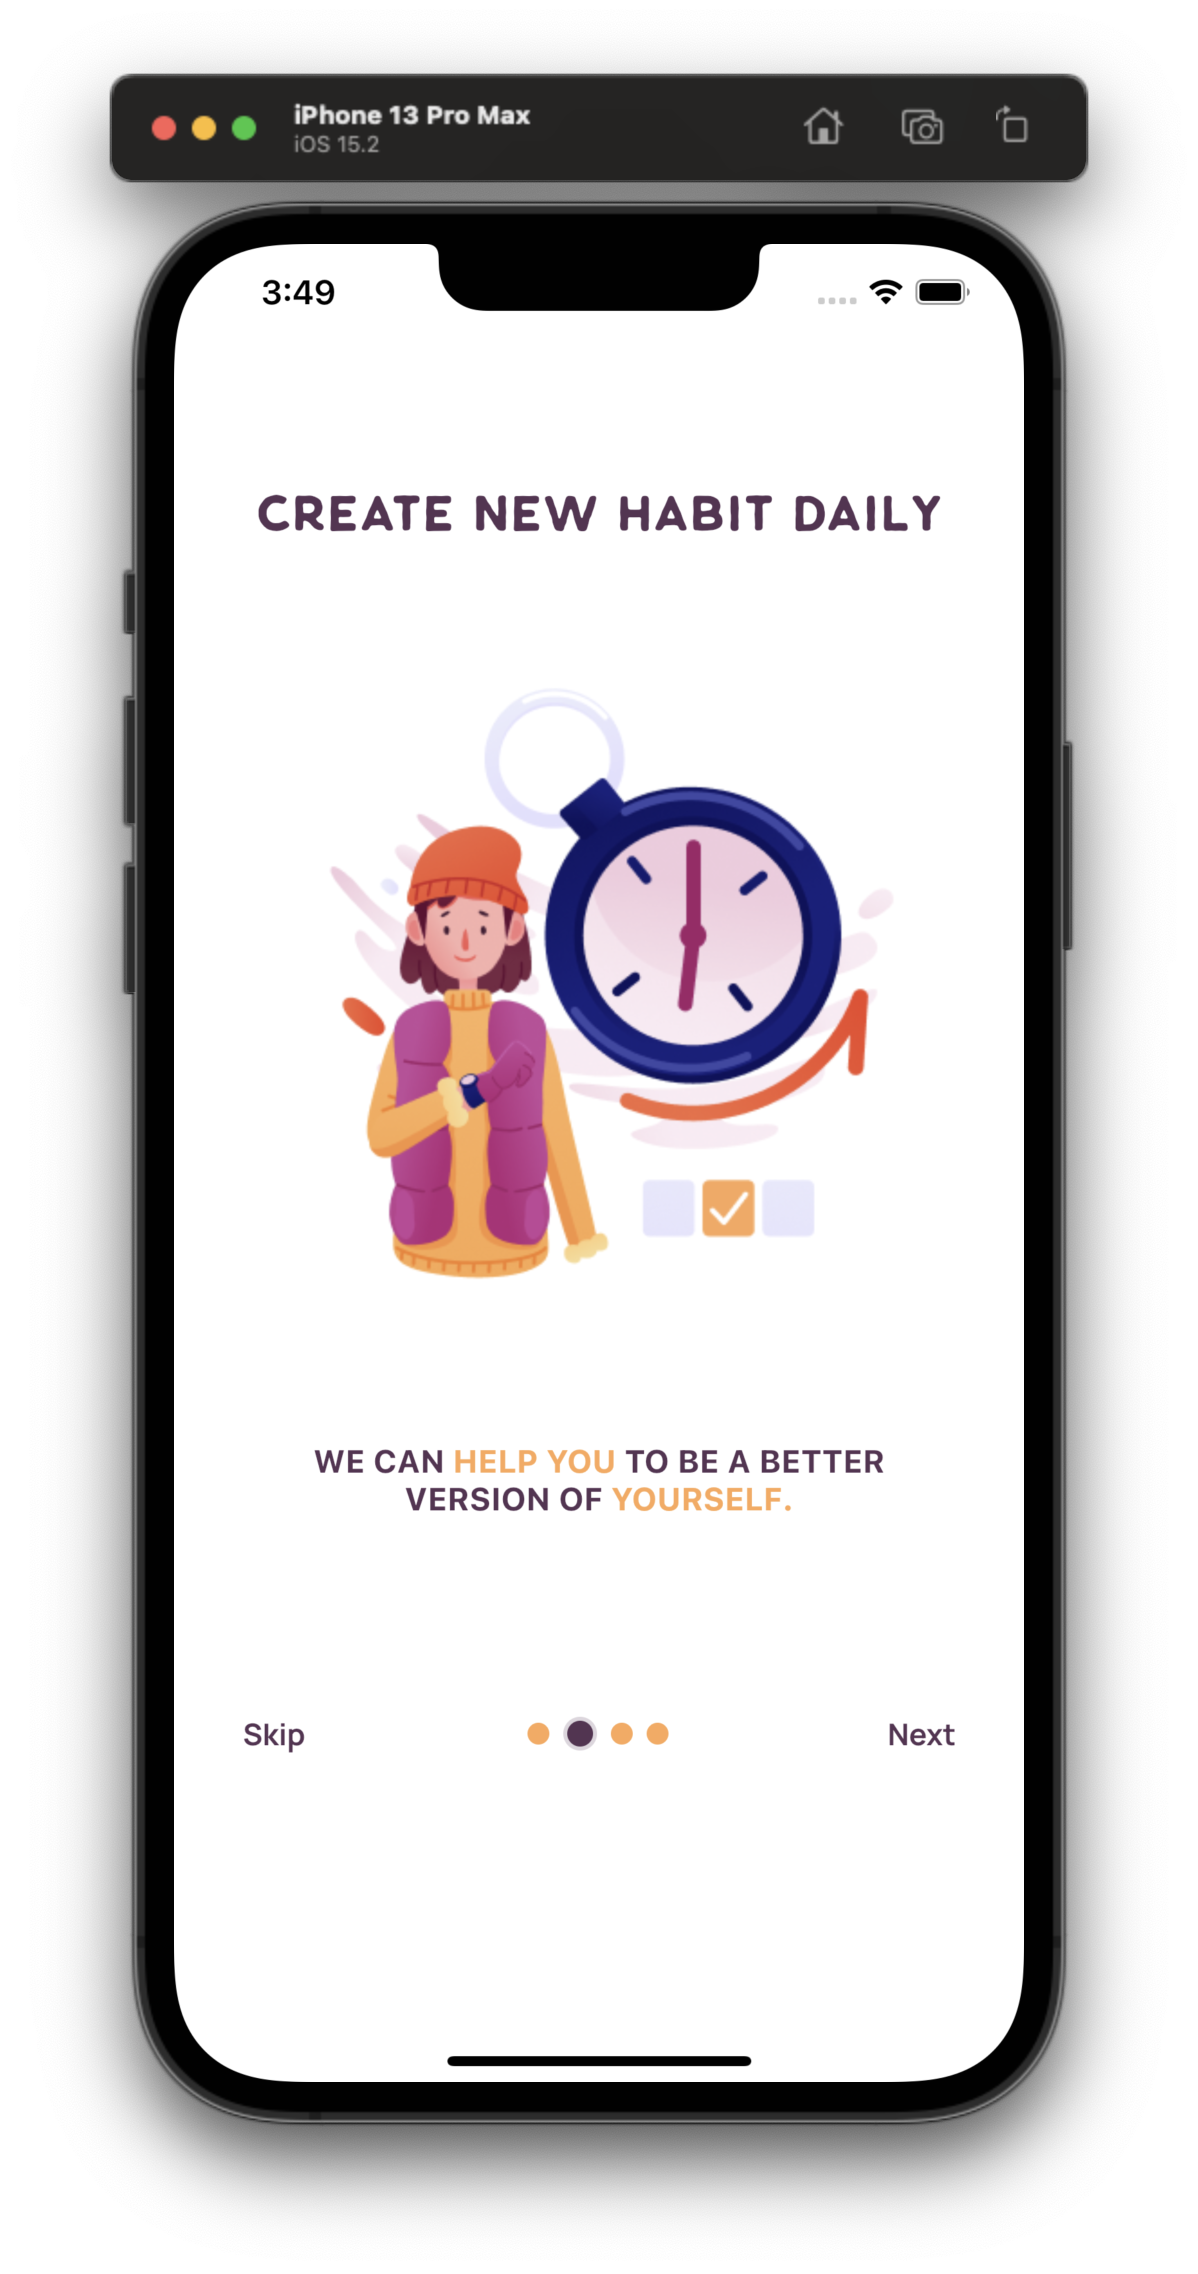 iPhone 13 Pro Max
iOS 15.2
3:49
CREATE NEW HABIT DAILY
WE CAN HELP YOU TO BE A BETTER
VERSION OF YOURSELF.
Skip
Next